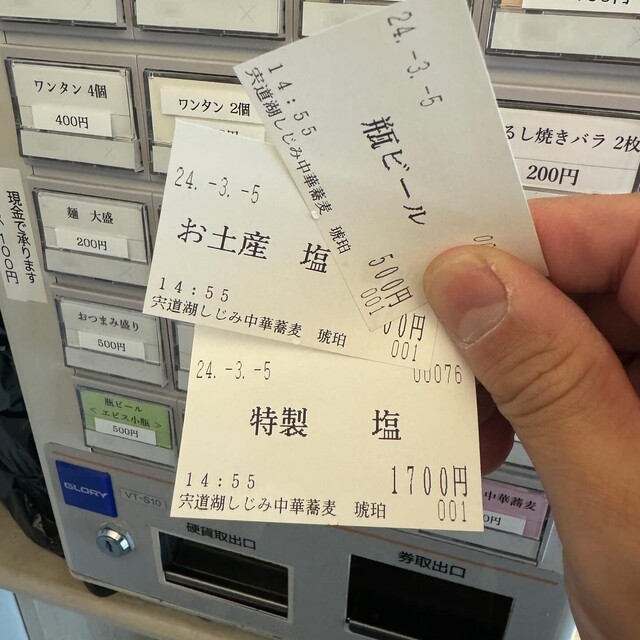 ワンタン 4個
400円
ワンタン 2個
るし焼きバラ 2枚
200円
現金で承ります
麺 大盛
200円
おつまみ盛り
500円
瓶ビール
< エビス小瓶 >
500円
24.-3.-5
瓶ビール
500円
14:55
宍道湖しじみ中華蕎麦 琥珀
001
24.-3.-5
お土産 塩
00円
14:55
宍道湖しじみ中華蕎麦 琥珀
001
24.-3.-5
00076
特製 塩
1700円
14:55
宍道湖しじみ中華蕎麦 琥珀
001
中華蕎麦
GLORY
VT-S10
硬貨取出口
券取出口